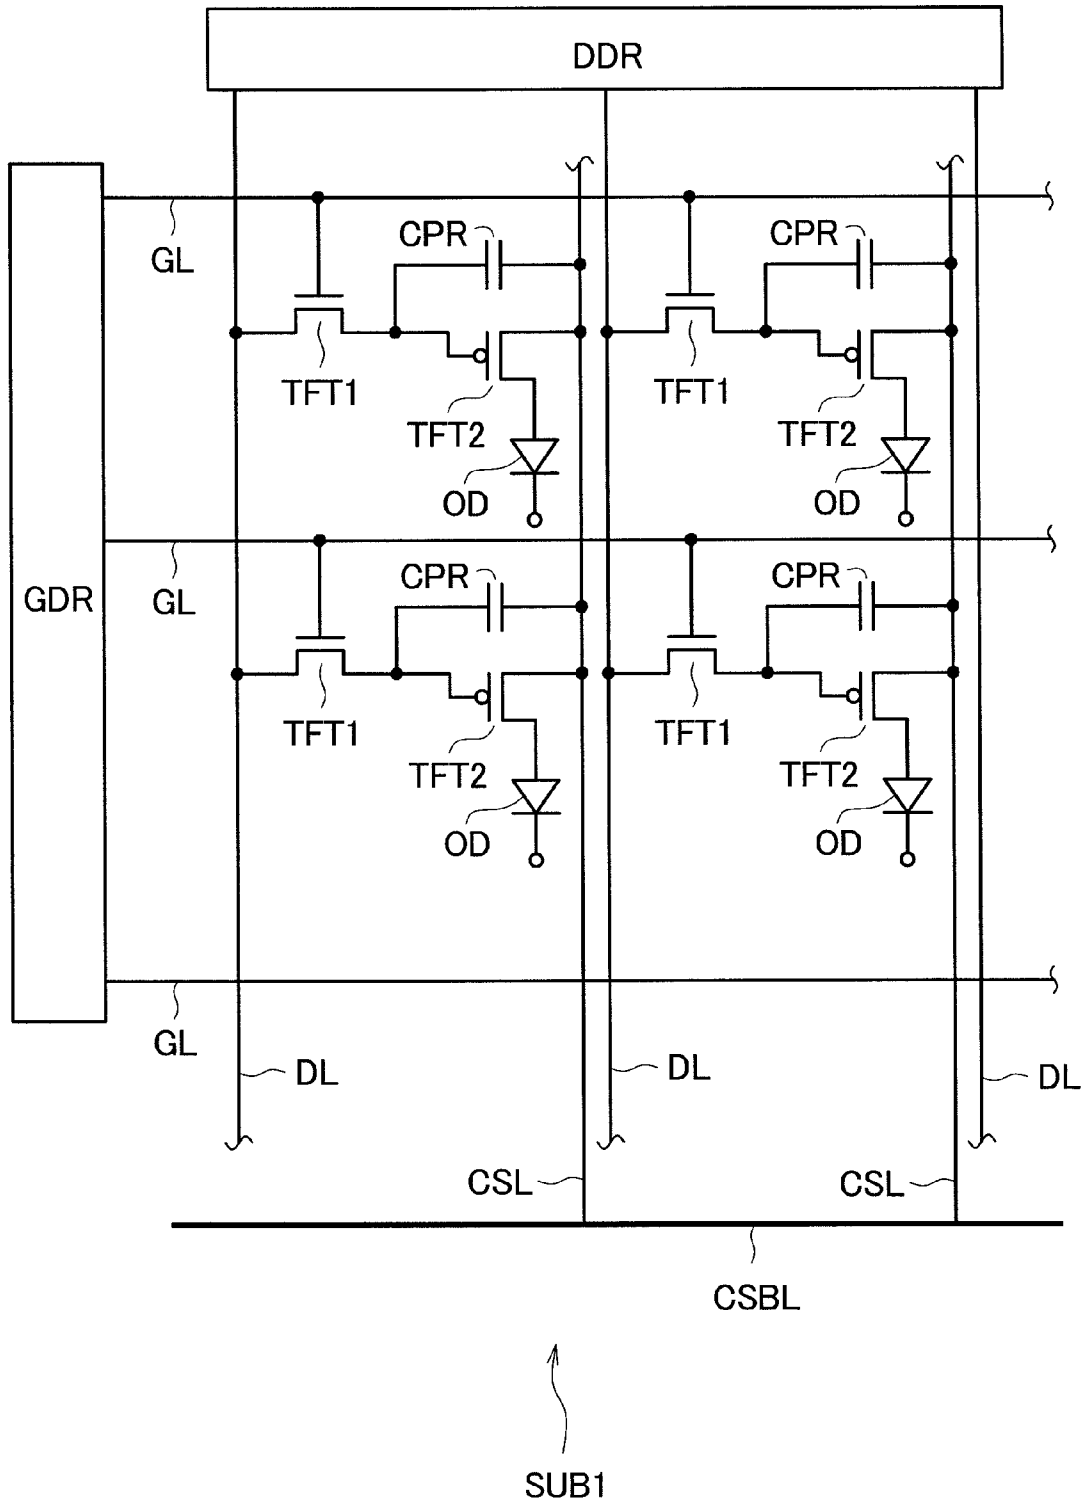 DDR
CPR
CPR
GL
TFT1
TFT1
TFT2
TFT2
OD
OD
CPR
CPR
GDR
GL
TFT1
TFT1
TFT2
TFT2
OD
OD
GL
DL
DL
DL
CSL
CSL
CSBL
SUB1